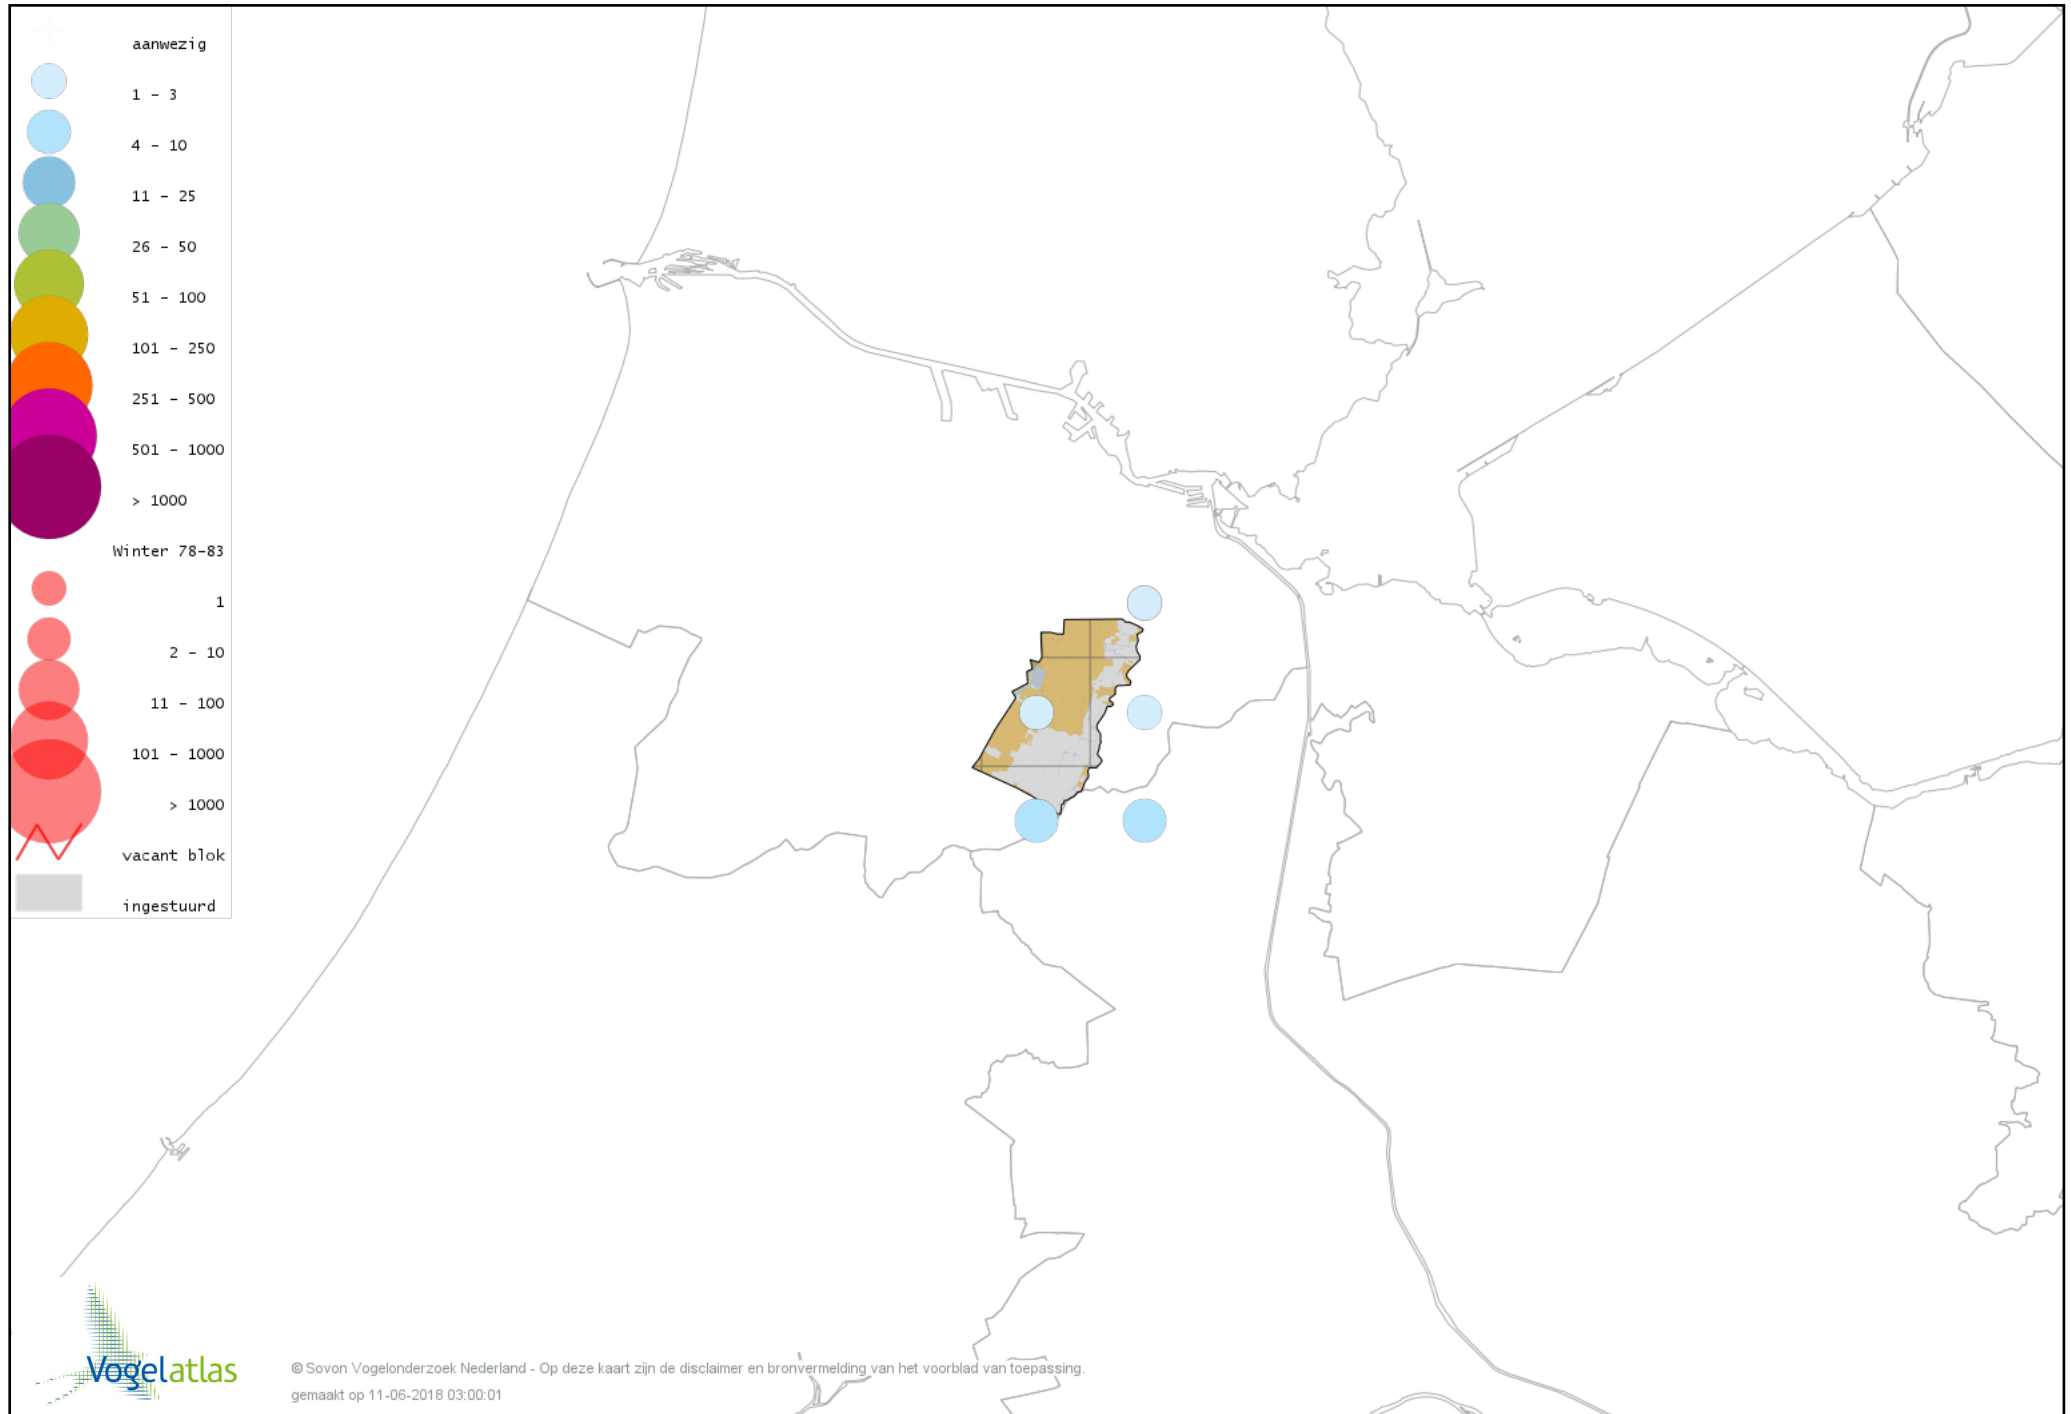 aanwezig
1 - 3
4 - 10
11 - 25
26 - 50
51 - 100
101 - 250
251 - 500
501 - 1000
> 1000
Winter 78-83
1
2 - 10
11 - 100
101 - 1000
> 1000
vacant blok
ingestuurd
Vogelatlas
© Sovon Vogelonderzoek Nederland - Op deze kaart zijn de disclaimer en bronvermelding van het voorblad van toepassing.
gemaakt op 11-06-2018 03:00:01